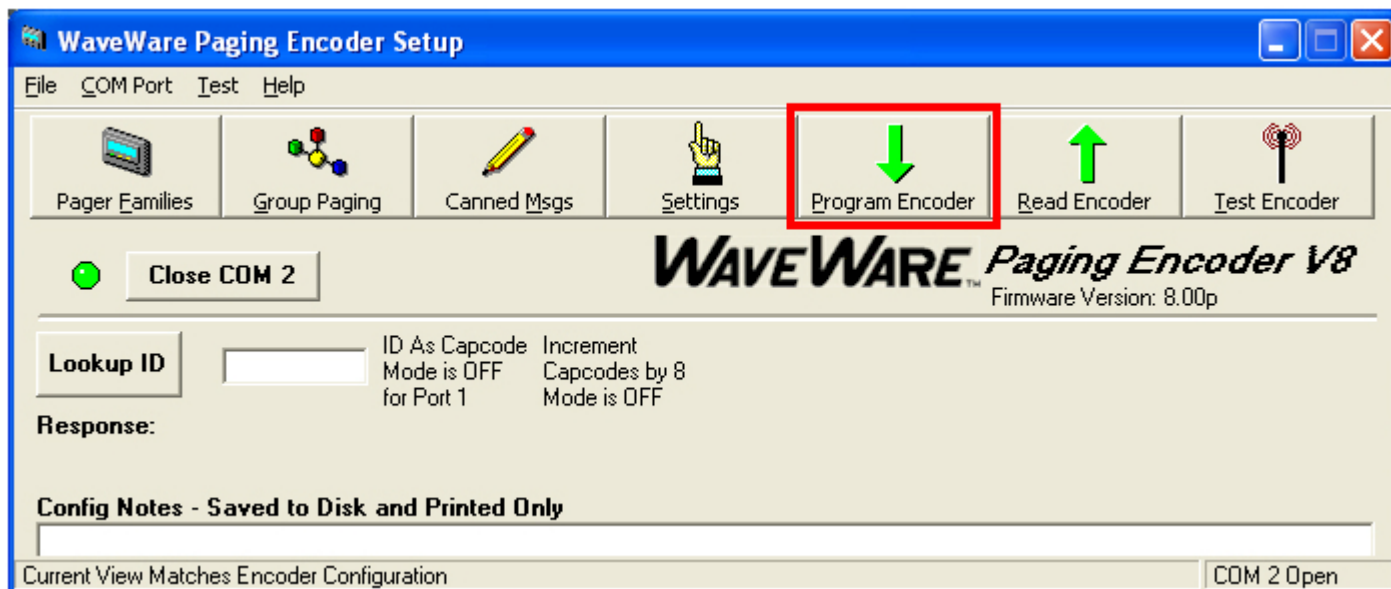 WaveWare Paging Encoder Setup
File COM Port Test Help
Pager Families Group Paging Canned Msgs Settings Program Encoder Read Encoder Test Encoder
Close COM 2
WAVEWARE™ Paging Encoder V8
Firmware Version: 8.00p
Lookup ID
ID As Capcode
Mode is OFF
for Port 1
Increment
Capcodes by 8
Mode is OFF
Response:
Config Notes - Saved to Disk and Printed Only
Current View Matches Encoder Configuration COM 2 Open